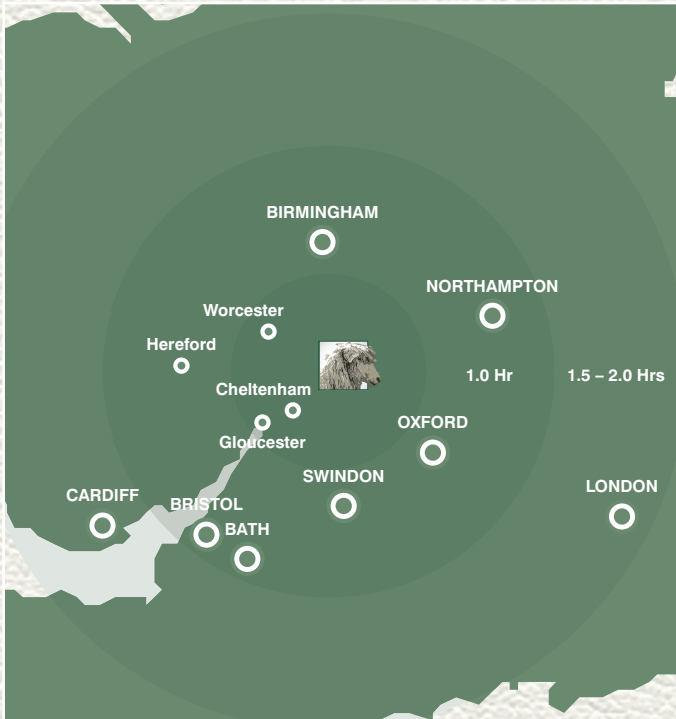 BIRMINGHAM
NORTHAMPTON
Worcester
Hereford
1.0 Hr
1.5 – 2.0 Hrs
Cheltenham
OXFORD
Gloucester
SWINDON
LONDON
CARDIFF
BRISTOL
BATH